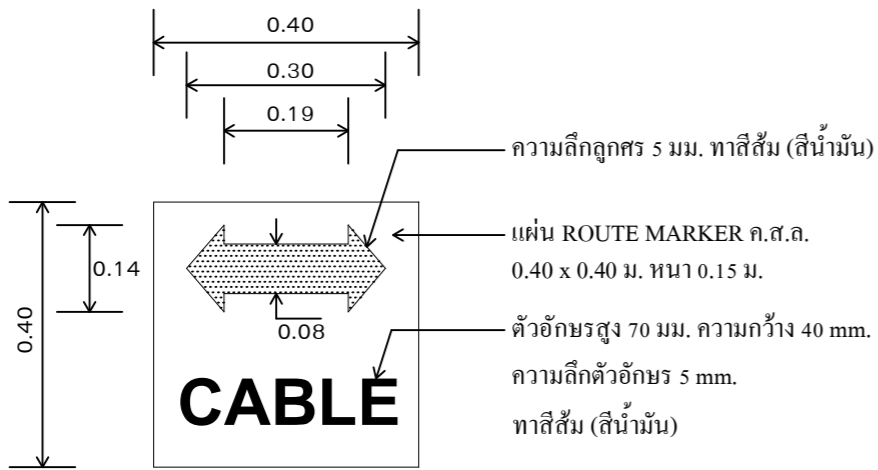 0.40
0.30
0.19
ความลึกลูกศร 5 มม. ทาสีส้ม (สีน้ำมัน)
แผ่น ROUTE MARKER ค.ส.ล.
0.40 x 0.40 ม. หนา 0.15 ม.
0.14
0.40
0.08
ตัวอักษรสูง 70 มม. ความกว้าง 40 mm.
ความลึกตัวอักษร 5 mm.
ทาสีส้ม (สีน้ำมัน)
CABLE